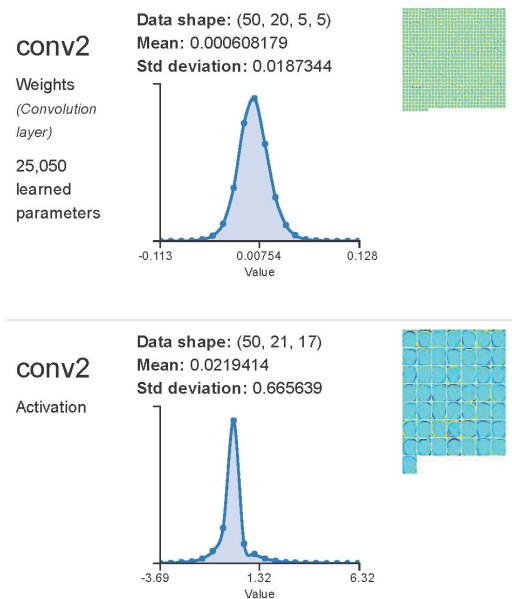 conv2
Weights
(Convolution
layer)
25,050
learned
parameters
Data shape: (50, 20, 5, 5)
Mean: 0.000608179
Std deviation: 0.0187344
-0.113
0.00754
0.128
Value
conv2
Activation
Data shape: (50, 21, 17)
Mean: 0.0219414
Std deviation: 0.665639
-3.69
1.32
6.32
Value